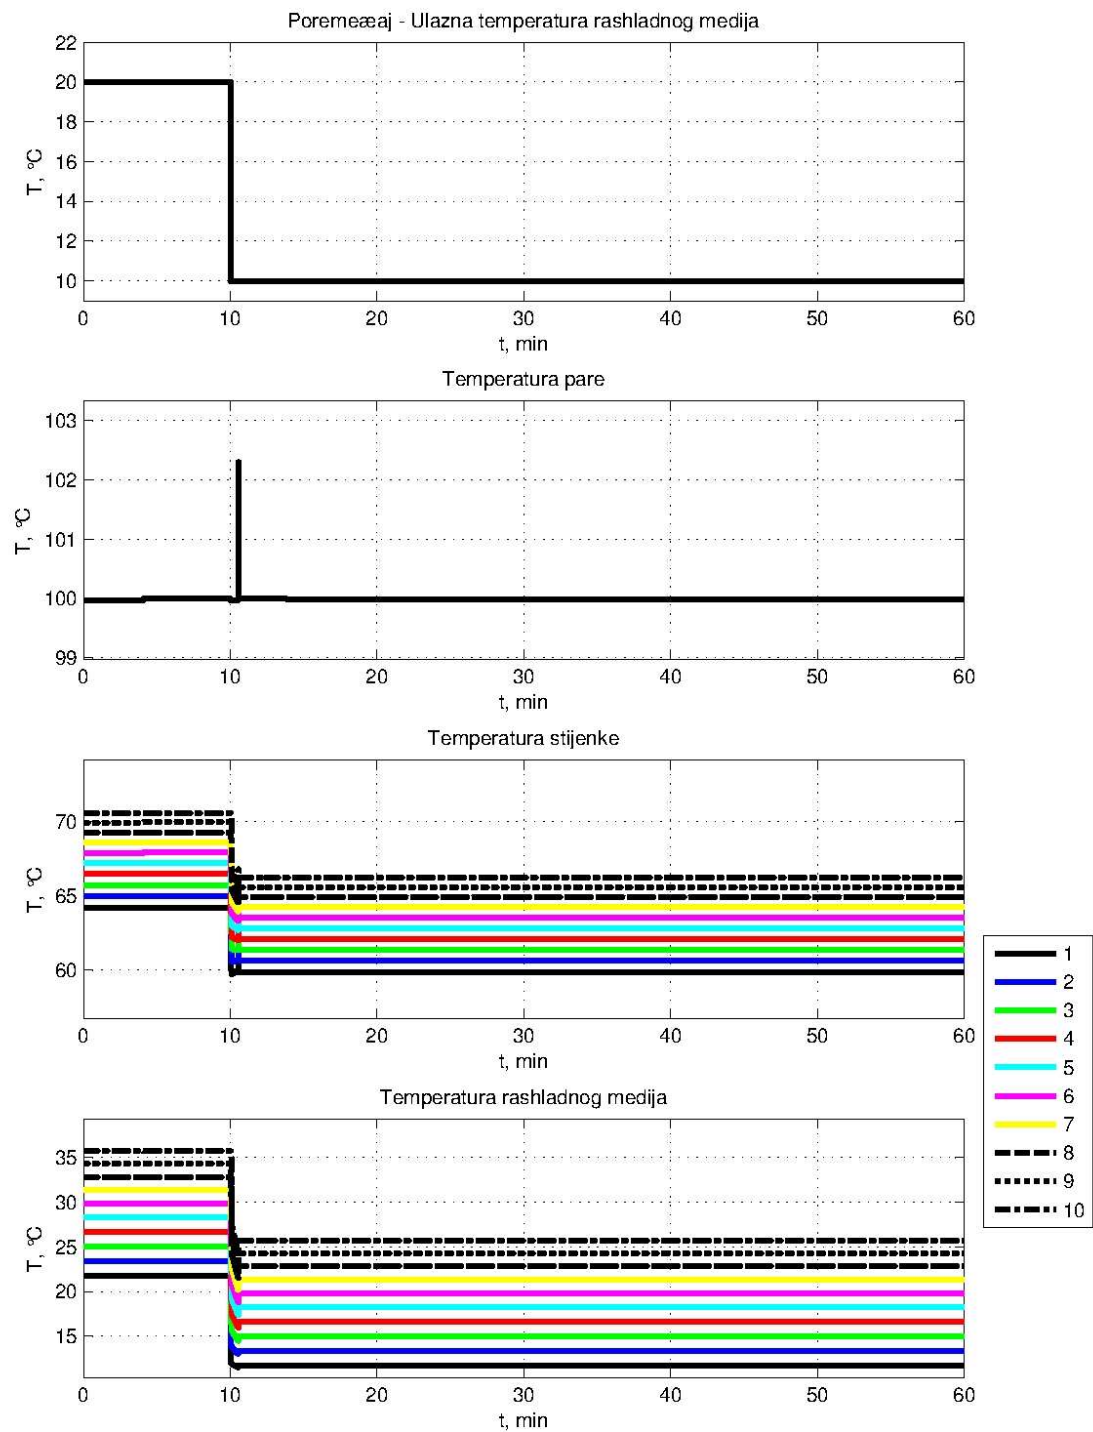 Poremeæaj - Ulazna temperatura rashladnog medija
22
20
18
16
14
12
10
T, °C
0 10 20 30 40 50 60
t, min
Temperatura pare
103
102
101
100
99
T, °C
0 10 20 30 40 50 60
t, min
Temperatura stijenke
70
65
60
T, °C
0 10 20 30 40 50 60
t, min
Temperatura rashladnog medija
35
30
25
20
15
T, °C
0 10 20 30 40 50 60
t, min
1
2
3
4
5
6
7
8
9
10